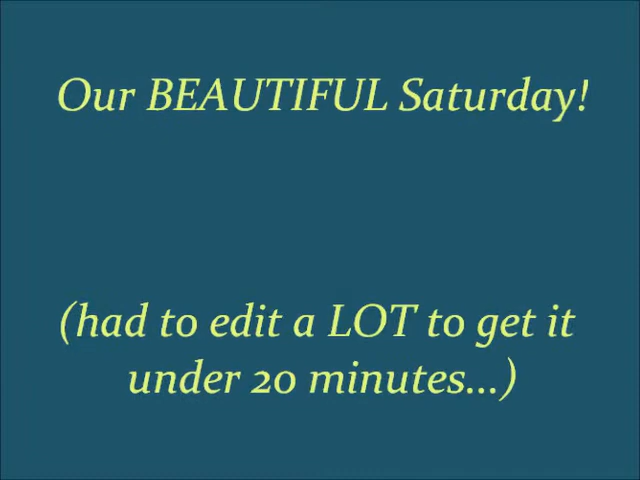 Our BEAUTIFUL Saturday!
(had to edit a LOT to get it
under 20 minutes...)